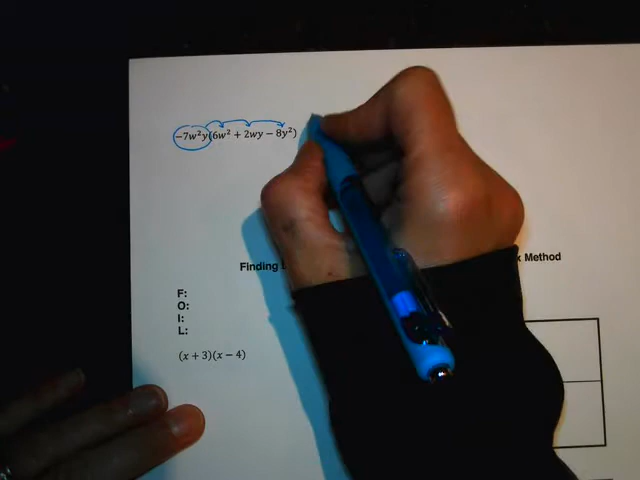 −7w²y(6w² + 2wy − 8y²)
Finding
Method
F:
O:
I:
L:
(x + 3)(x − 4)